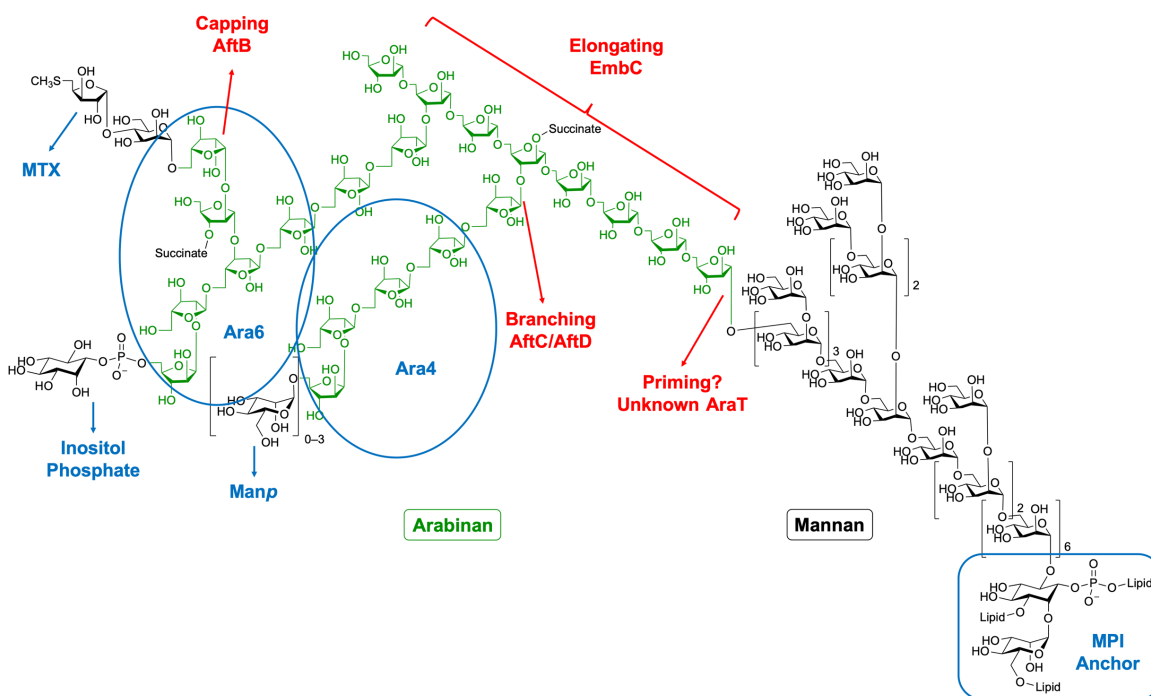 Capping
AftB
Elongating
EmbC
CH₃S
MTX
Succinate
Succinate
Ara6
Ara4
Branching
AftC/AftD
Priming?
Unknown AraT
Inositol
Phosphate
0–3
Manp
Arabinan
Mannan
2
3
2
6
Lipid
Lipid
Lipid
MPI
Anchor